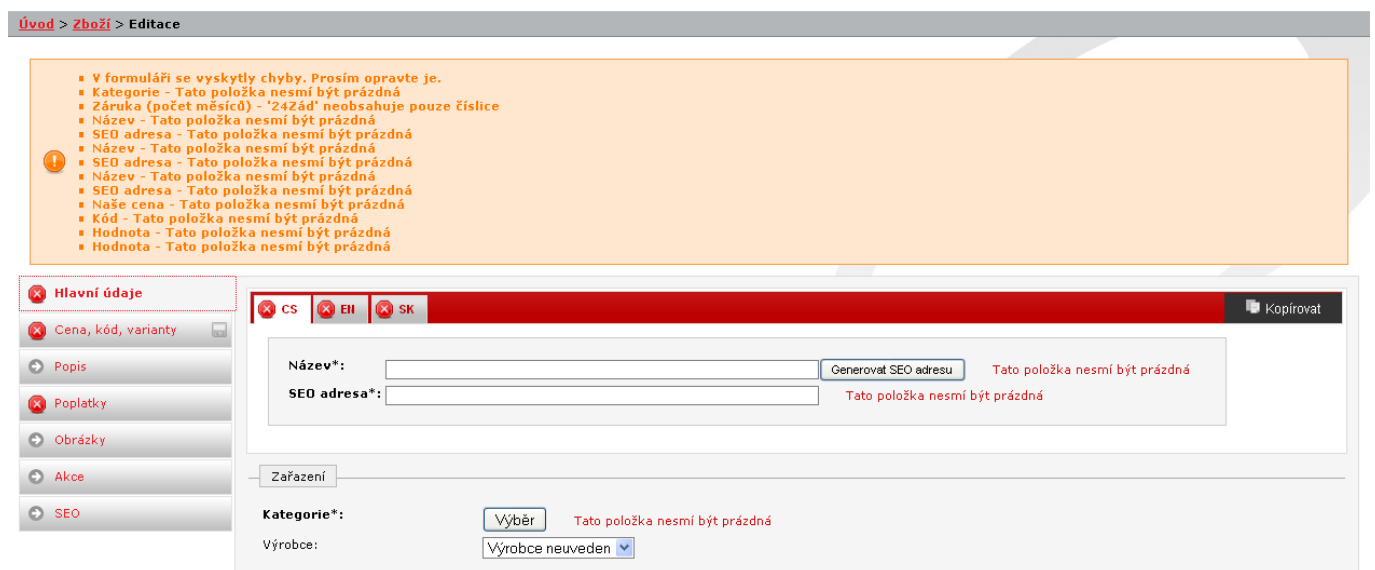 Úvod > Zboží > Editace
V formuláři se vyskytly chyby. Prosím opravte je.
Kategorie - Tato položka nesmí být prázdná
Záruka (počet měsíců) - '24Zád' neobsahuje pouze číslice
Název - Tato položka nesmí být prázdná
SEO adresa - Tato položka nesmí být prázdná
Název - Tato položka nesmí být prázdná
SEO adresa - Tato položka nesmí být prázdná
Název - Tato položka nesmí být prázdná
SEO adresa - Tato položka nesmí být prázdná
Naše cena - Tato položka nesmí být prázdná
Kód - Tato položka nesmí být prázdná
Hodnota - Tato položka nesmí být prázdná
Hodnota - Tato položka nesmí být prázdná
Hlavní údaje
Cena, kód, varianty
Popis
Poplatky
Obrázky
Akce
SEO
CS EN SK Kopírovat
Název*: Generovat SEO adresu Tato položka nesmí být prázdná
SEO adresa*: Tato položka nesmí být prázdná
Zařazení
Kategorie*: Výběr Tato položka nesmí být prázdná
Výrobce: Výrobce neuveden